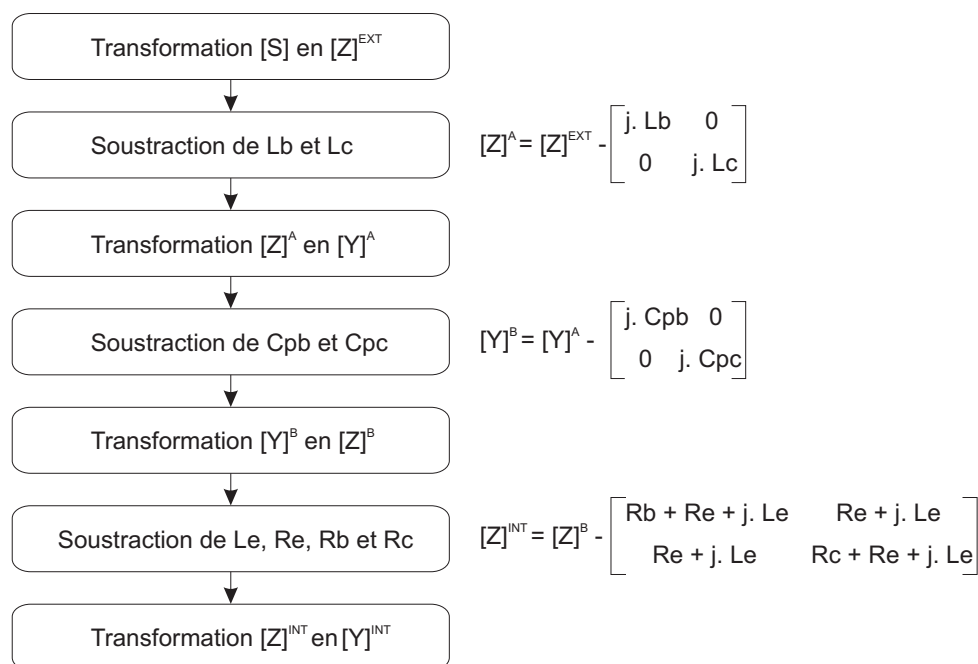 Transformation [S] en [Z]^EXT
Soustraction de Lb et Lc
[Z]^A = [Z]^EXT - [j. Lb 0
0 j. Lc]
Transformation [Z]^A en [Y]^A
Soustraction de Cpb et Cpc
[Y]^B = [Y]^A - [j. Cpb 0
0 j. Cpc]
Transformation [Y]^B en [Z]^B
Soustraction de Le, Re, Rb et Rc
[Z]^INT = [Z]^B - [Rb + Re + j. Le Re + j. Le
Re + j. Le Rc + Re + j. Le]
Transformation [Z]^INT en [Y]^INT